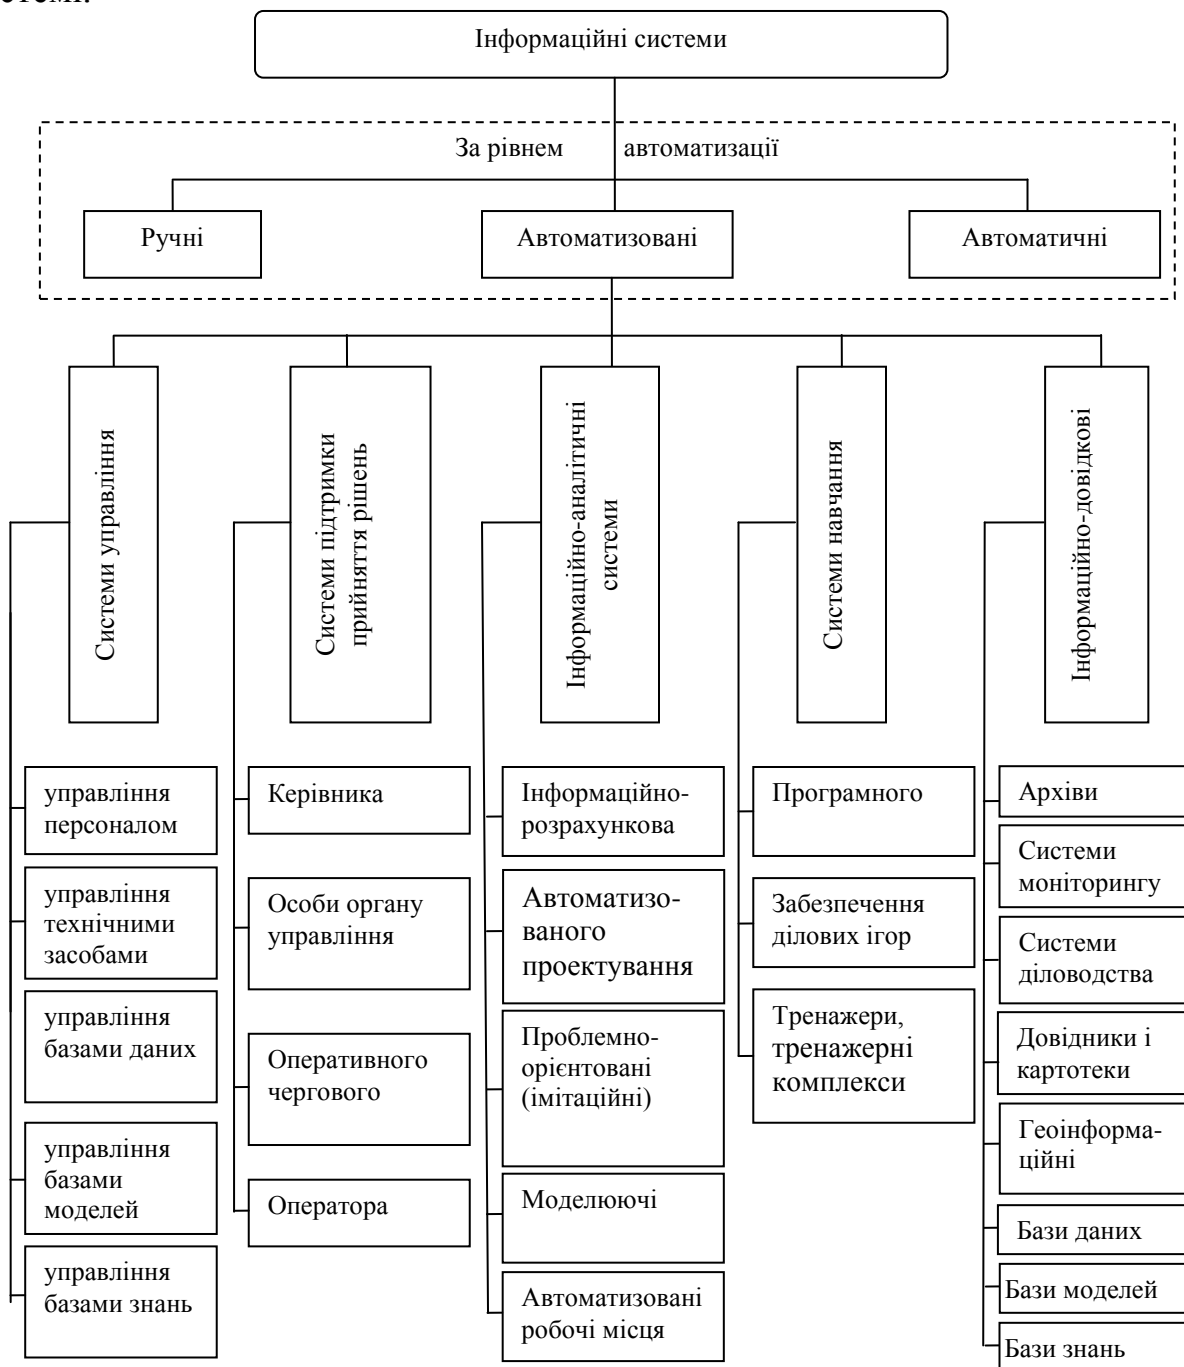 стемі.
Інформаційні системи
За рівнем автоматизації
Ручні
Автоматизовані
Автоматичні
Системи управління
Системи підтримки
прийняття рішень
Інформаційно-аналітичні
системи
Системи навчання
Інформаційно-довідкові
управління
персоналом
управління
технічними
засобами
управління
базами даних
управління
базами
моделей
управління
базами знань
Керівника
Особи органу
управління
Оперативного
чергового
Оператора
Інформаційно-
розрахункова
Автоматизо-
ваного
проектування
Проблемно-
орієнтовані
(імітаційні)
Моделюючі
Автоматизовані
робочі місця
Програмного
Забезпечення
ділових ігор
Тренажери,
тренажерні
комплекси
Архіви
Системи
моніторингу
Системи
діловодства
Довідники і
картотеки
Геоінформа-
ційні
Бази даних
Бази моделей
Бази знань